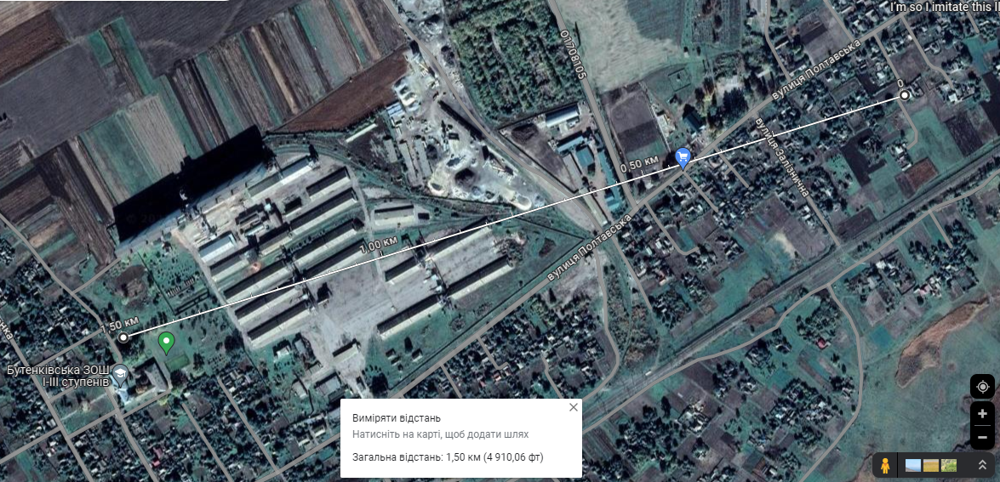 I'm so I imitate this I
О1708105
вулиця Полтавська
0
вулиця Залізнична
0,50 км
1,00 км
вулиця Полтавська
1,50 км
Бутенківська ЗОШ
І-ІІІ ступенів
Виміряти відстань
Натисніть на карті, щоб додати шлях
Загальна відстань: 1,50 км (4 910,06 фт)